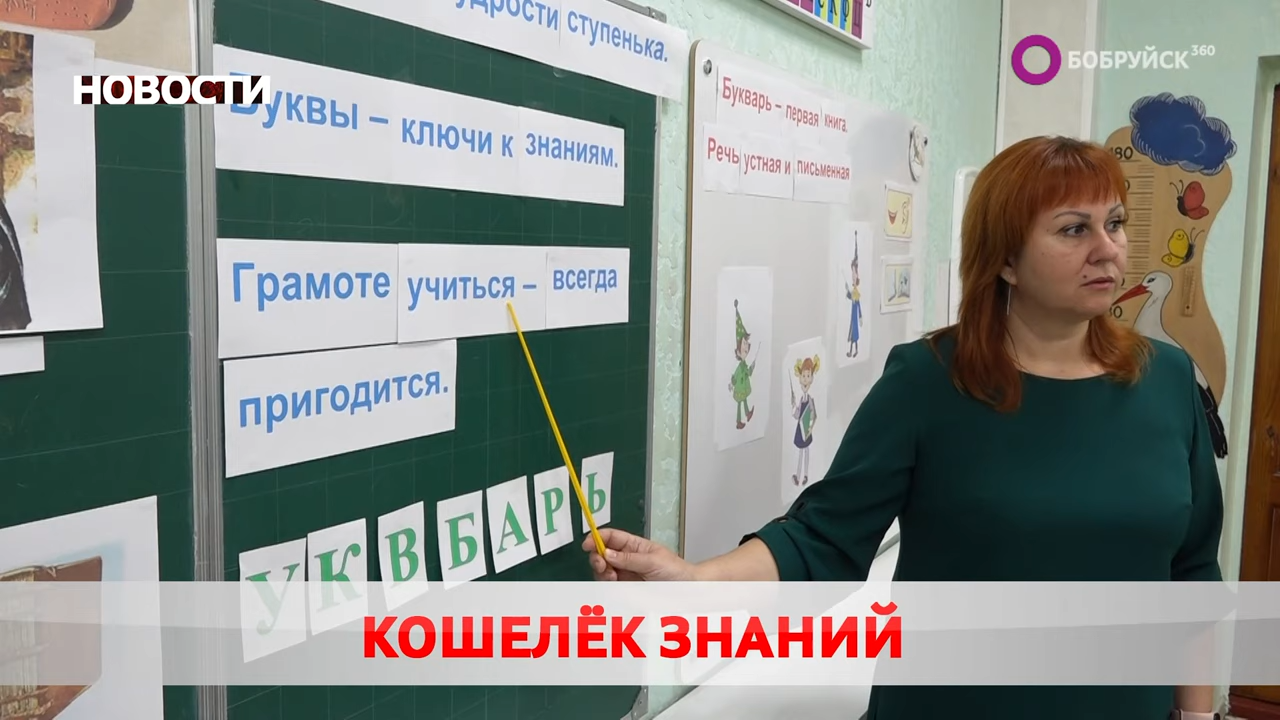 ступенька.
НОВОСТИ
БОБРУЙСК 360
Буквы – ключи к знаниям.
Букварь – первая книга.
Речь устная и письменная
Грамоте учиться – всегда
пригодится.
УКВБАРЬ
КОШЕЛЁК ЗНАНИЙ